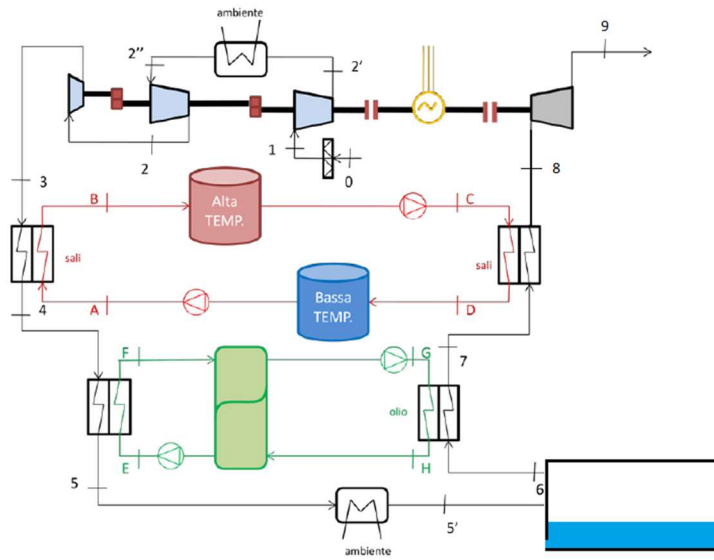 ambiente
9
2''
2'
2
1
0
3
8
B
Alta
TEMP.
C
sali
sali
A
Bassa
TEMP.
D
4
F
G
7
olio
E
H
5
6
5'
ambiente